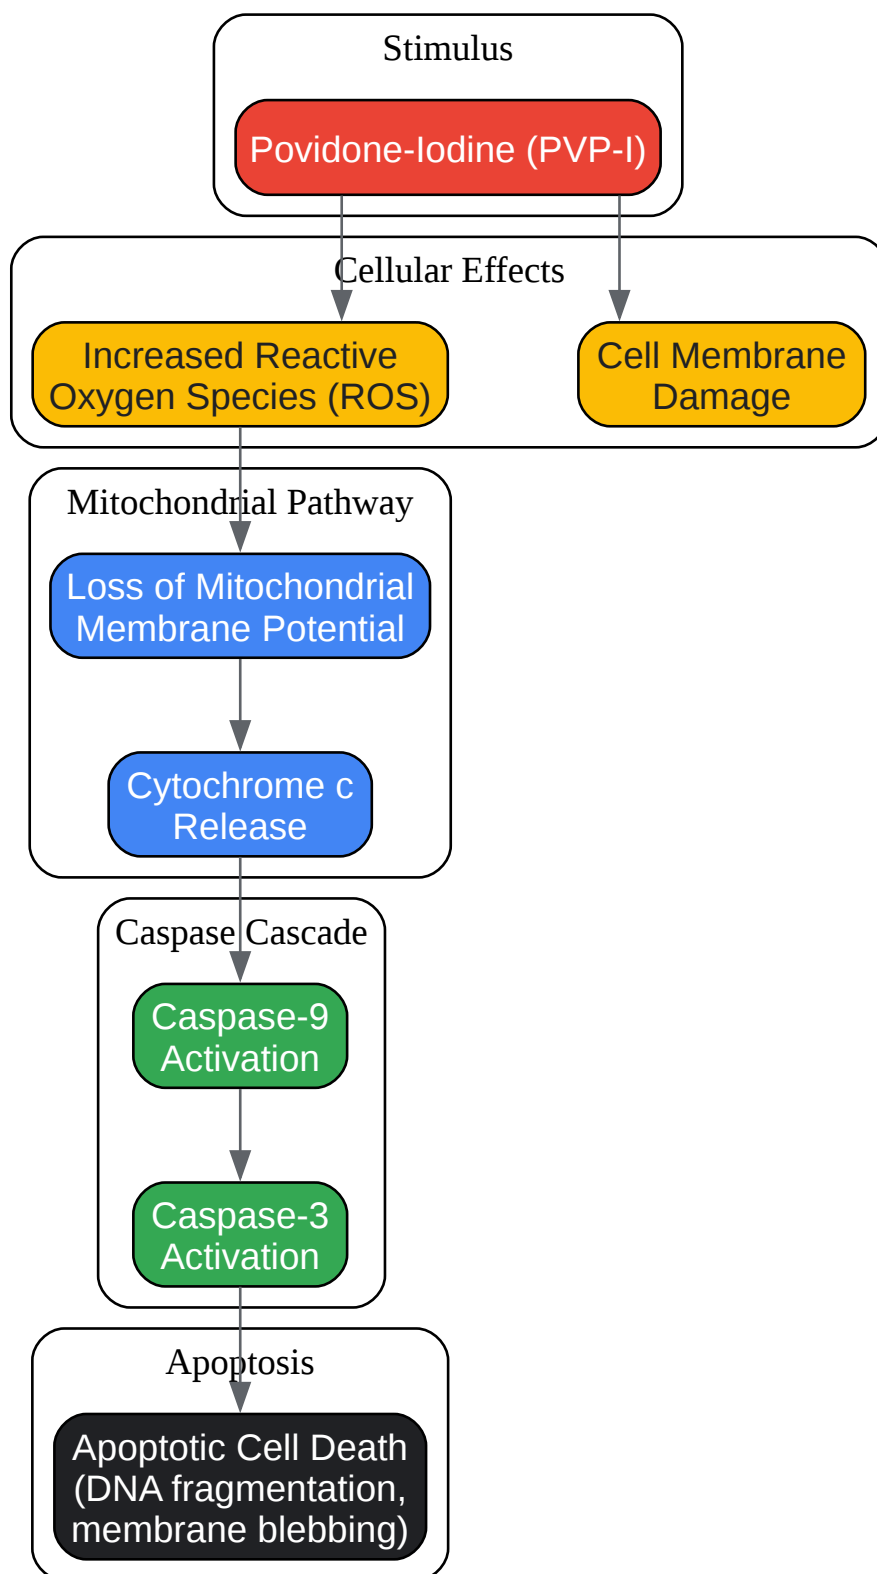 Stimulus
Povidone-Iodine (PVP-I)
Cellular Effects
Increased Reactive
Oxygen Species (ROS)
Cell Membrane
Damage
Mitochondrial Pathway
Loss of Mitochondrial
Membrane Potential
Cytochrome c
Release
Caspase Cascade
Caspase-9
Activation
Caspase-3
Activation
Apoptosis
Apoptotic Cell Death
(DNA fragmentation,
membrane blebbing)